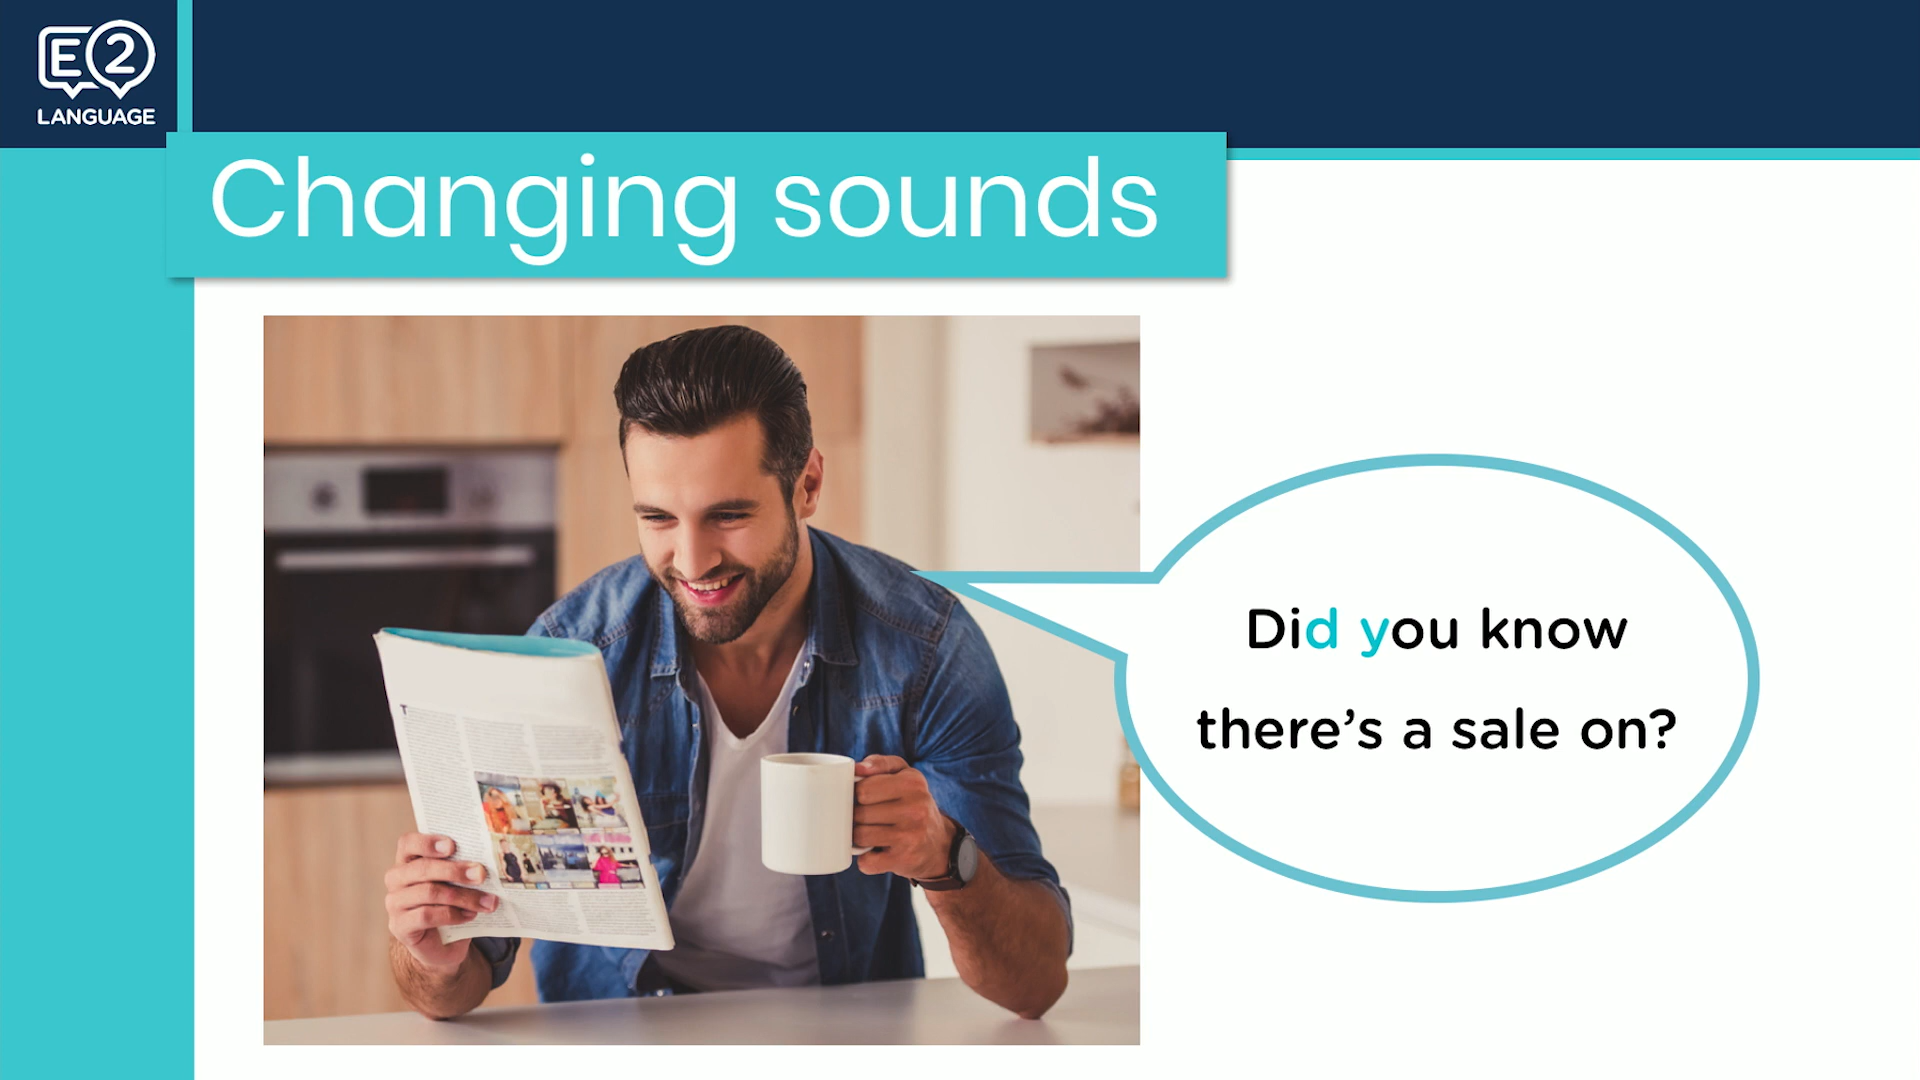 E2
LANGUAGE
Changing sounds
Did you know
there's a sale on?